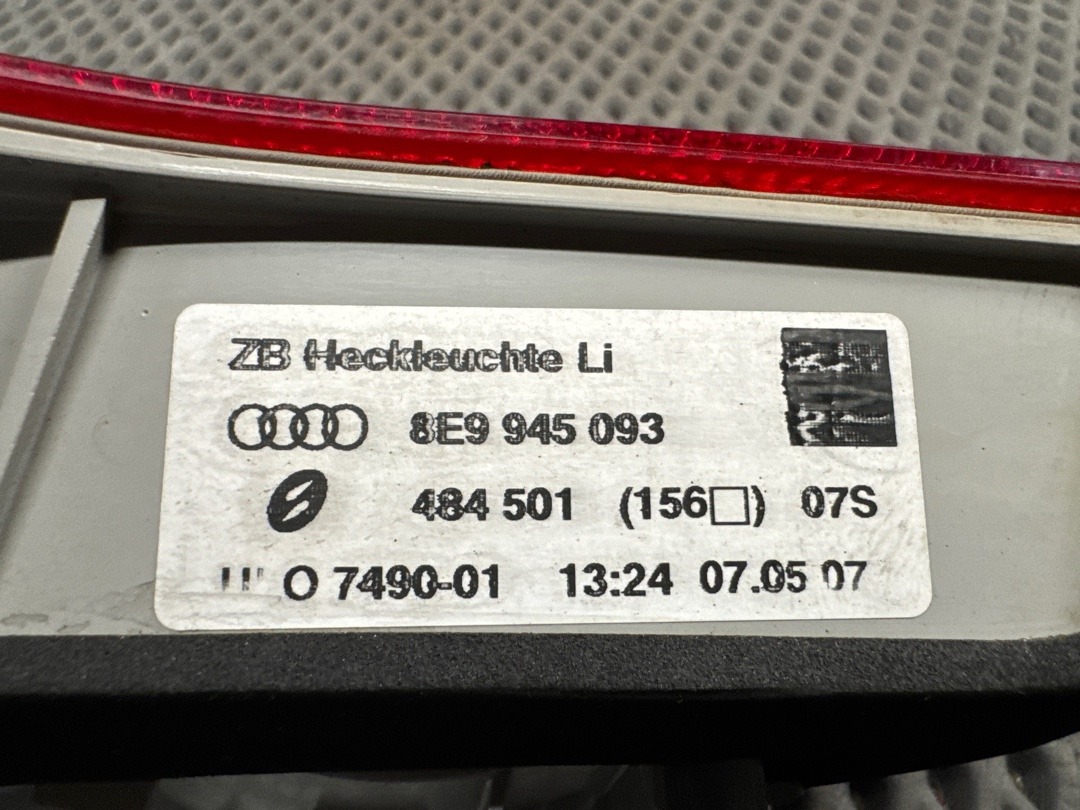 ZB Heckleuchte Li
8E9 945 093
484 501 (156□) 07S
O 7490-01 13:24 07.05 07